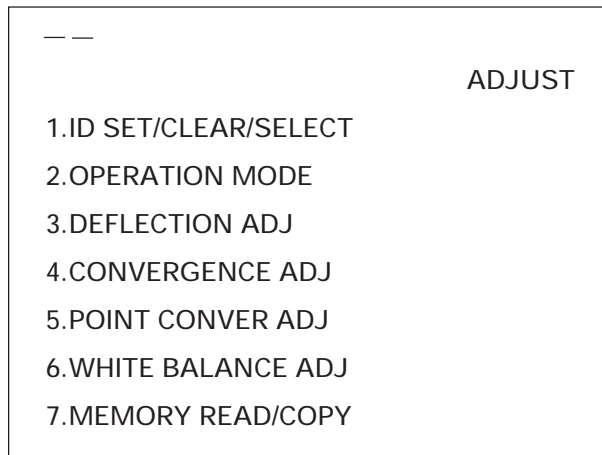 — —
ADJUST
1.ID SET/CLEAR/SELECT
2.OPERATION MODE
3.DEFLECTION ADJ
4.CONVERGENCE ADJ
5.POINT CONVER ADJ
6.WHITE BALANCE ADJ
7.MEMORY READ/COPY